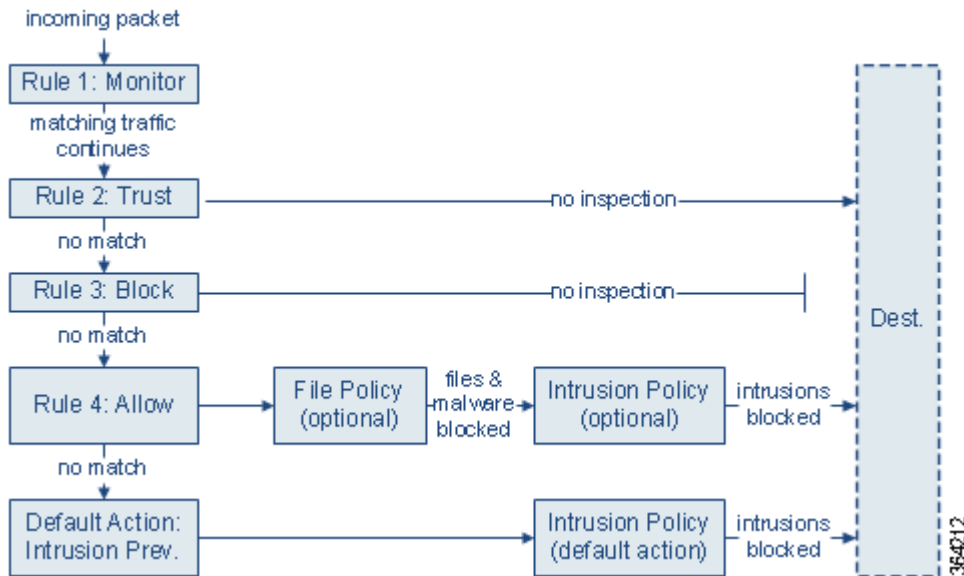 incoming packet
Rule 1: Monitor
matching traffic
continues
Rule 2: Trust
no inspection
no match
Rule 3: Block
no inspection
no match
Rule 4: Allow
File Policy
(optional)
files &
malware
blocked
Intrusion Policy
(optional)
intrusions
blocked
Dest.
no match
Default Action:
Intrusion Prev.
Intrusion Policy
(default action)
intrusions
blocked
364212